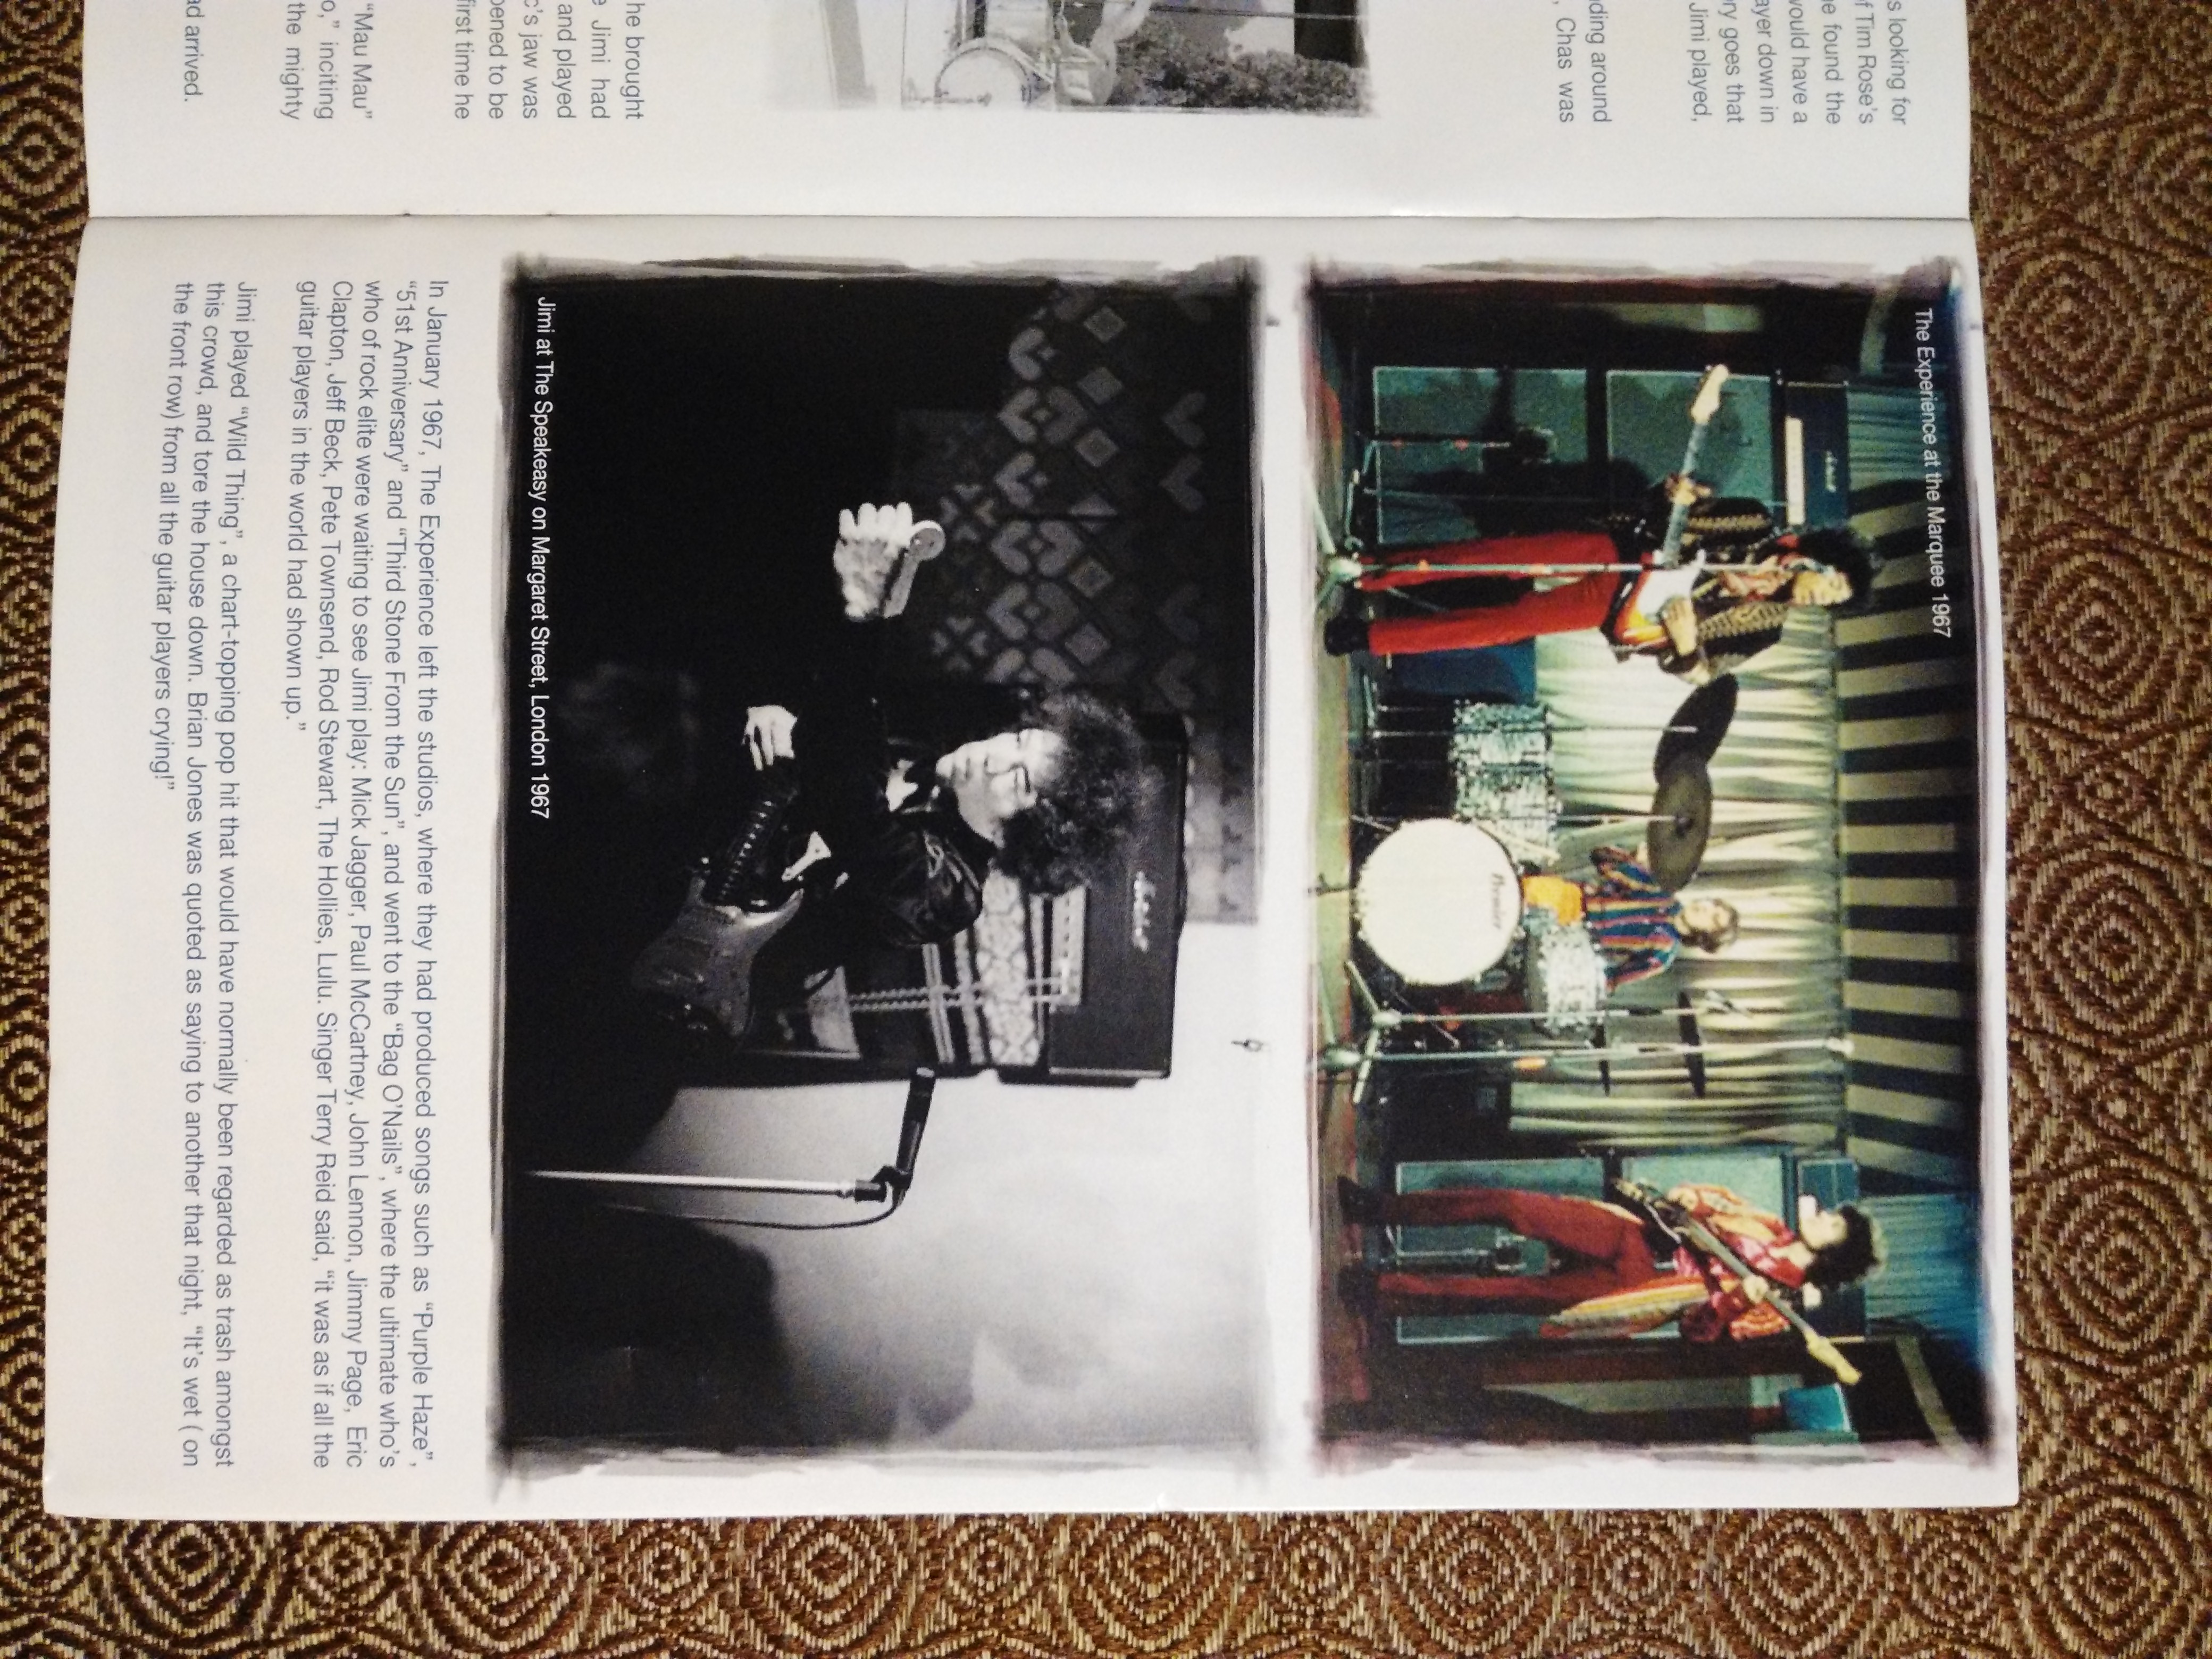 s looking for
f Tim Rose's
e found the
would have a
ayer down in
ry goes that
Jimi played,
ding around
, Chas was
he brought
e Jimi had
and played
c's jaw was
pened to be
first time he
“Mau Mau”
o,” inciting
the mighty
ad arrived.
The Experience at the Marquee 1967
Premier
Jimi at The Speakeasy on Margaret Street, London 1967
In January 1967, The Experience left the studios, where they had produced songs such as “Purple Haze”,
“51st Anniversary” and “Third Stone From the Sun”, and went to the “Bag O’Nails”, where the ultimate who’s
who of rock elite were waiting to see Jimi play: Mick Jagger, Paul McCartney, John Lennon, Jimmy Page, Eric
Clapton, Jeff Beck, Pete Townsend, Rod Stewart, The Hollies, Lulu. Singer Terry Reid said, “it was as if all the
guitar players in the world had shown up.”
Jimi played “Wild Thing”, a chart-topping pop hit that would have normally been regarded as trash amongst
this crowd, and tore the house down. Brian Jones was quoted as saying to another that night, “It’s wet ( on
the front row) from all the guitar players crying!”